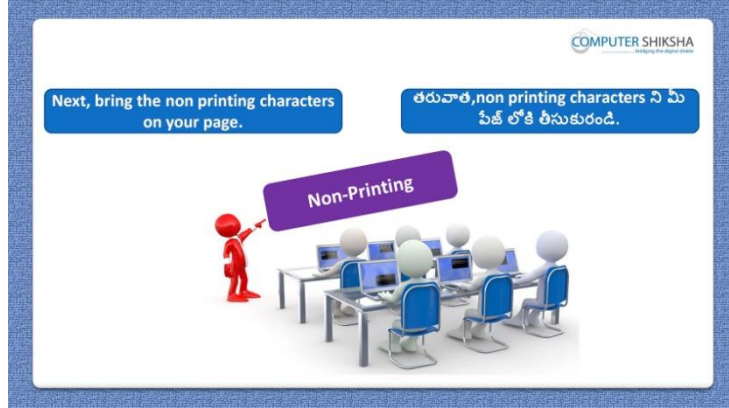 COMPUTER SHIKSHA
bridging the digital divide
Next, bring the non printing characters
on your page.
తరువాత,non printing characters ని మీ
పేజ్ లోకి తీసుకురండి.
Non-Printing